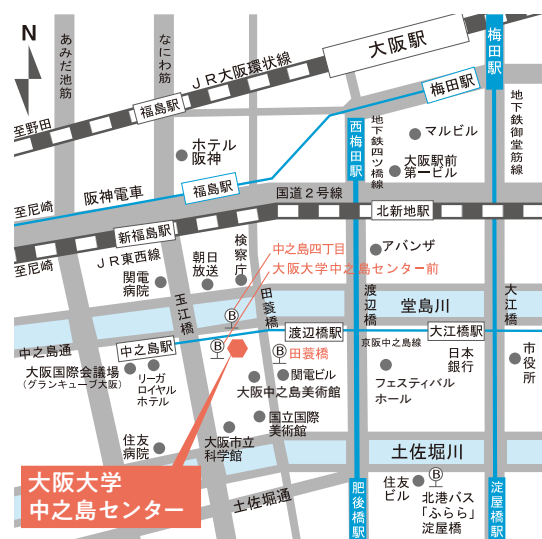 N
あみだ池筋
なにわ筋
JR大阪環状線
大阪駅
梅田駅
福島駅
至野田
ホテル
阪神
梅田駅
西梅田駅
地下鉄四ツ橋線
マルビル
大阪駅前
第一ビル
地下鉄御堂筋線
阪神電車
福島駅
国道2号線
至尼崎
北新地駅
新福島駅
至尼崎
JR東西線
関電
病院
朝日
放送
検察庁
中之島四丁目
大阪大学中之島センター前
アバンザ
玉江橋
田蓑橋
渡辺橋
堂島川
大江橋
B
中之島通
中之島駅
B
渡辺橋駅
大江橋駅
京阪中之島線
大阪国際会議場
(グランキューブ大阪)
リーガ
ロイヤル
ホテル
B
田蓑橋
関電ビル
大阪中之島美術館
フェスティバル
ホール
日本
銀行
市役所
国立国際
美術館
大阪市立
科学館
住友
病院
土佐堀川
大阪大学
中之島センター
土佐堀通
肥後橋駅
住友
ビル
B
北港バス
「ふらら」
淀屋橋
淀屋橋駅